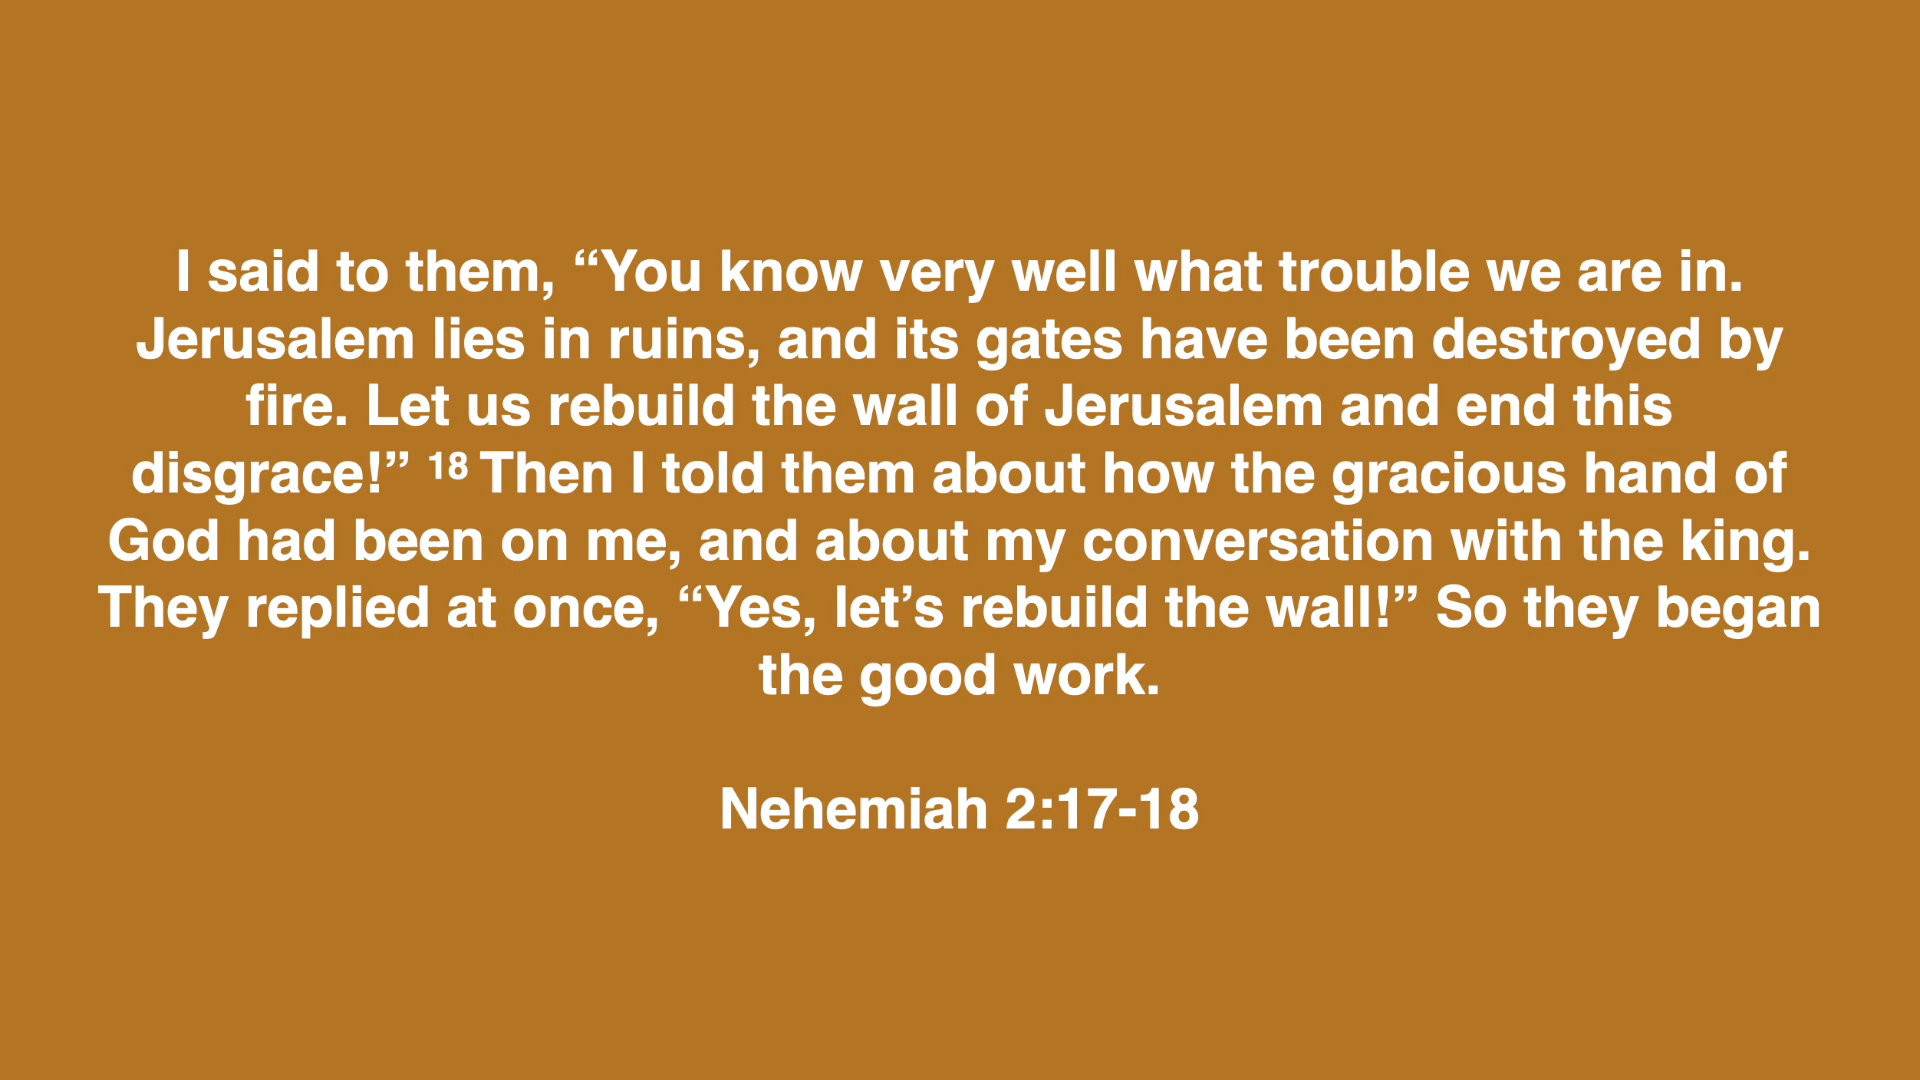 I said to them, “You know very well what trouble we are in.
Jerusalem lies in ruins, and its gates have been destroyed by
fire. Let us rebuild the wall of Jerusalem and end this
disgrace!” 18 Then I told them about how the gracious hand of
God had been on me, and about my conversation with the king.
They replied at once, “Yes, let’s rebuild the wall!” So they began
the good work.
Nehemiah 2:17-18